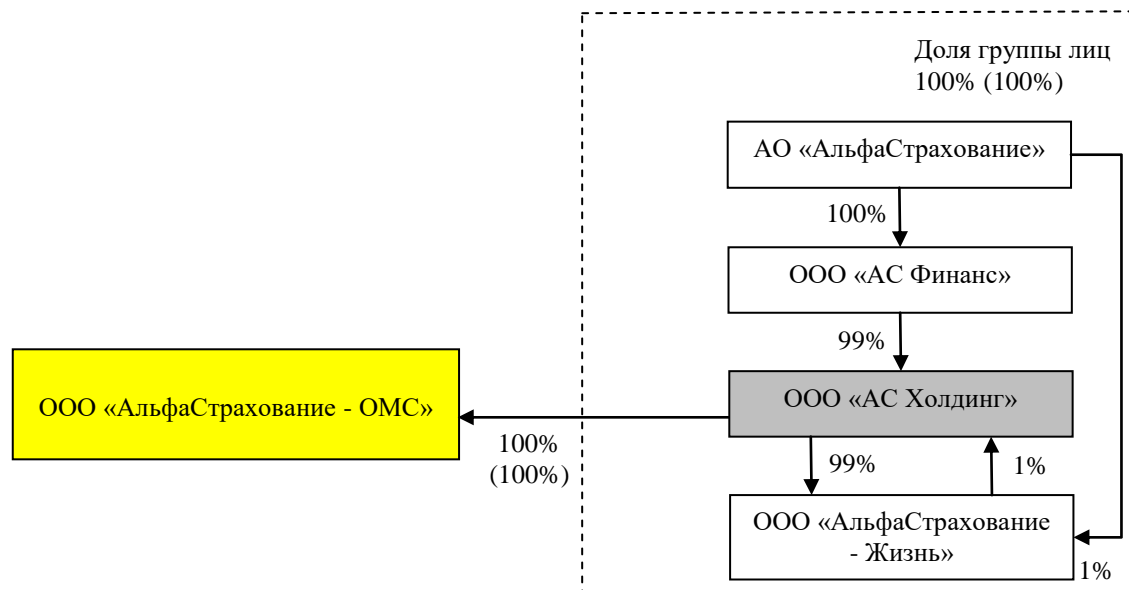 Доля группы лиц
100% (100%)
АО «АльфаСтрахование»
100%
ООО «АС Финанс»
99%
ООО «АльфаСтрахование - ОМС»
ООО «АС Холдинг»
100%
(100%)
99%
1%
ООО «АльфаСтрахование
- Жизнь»
1%